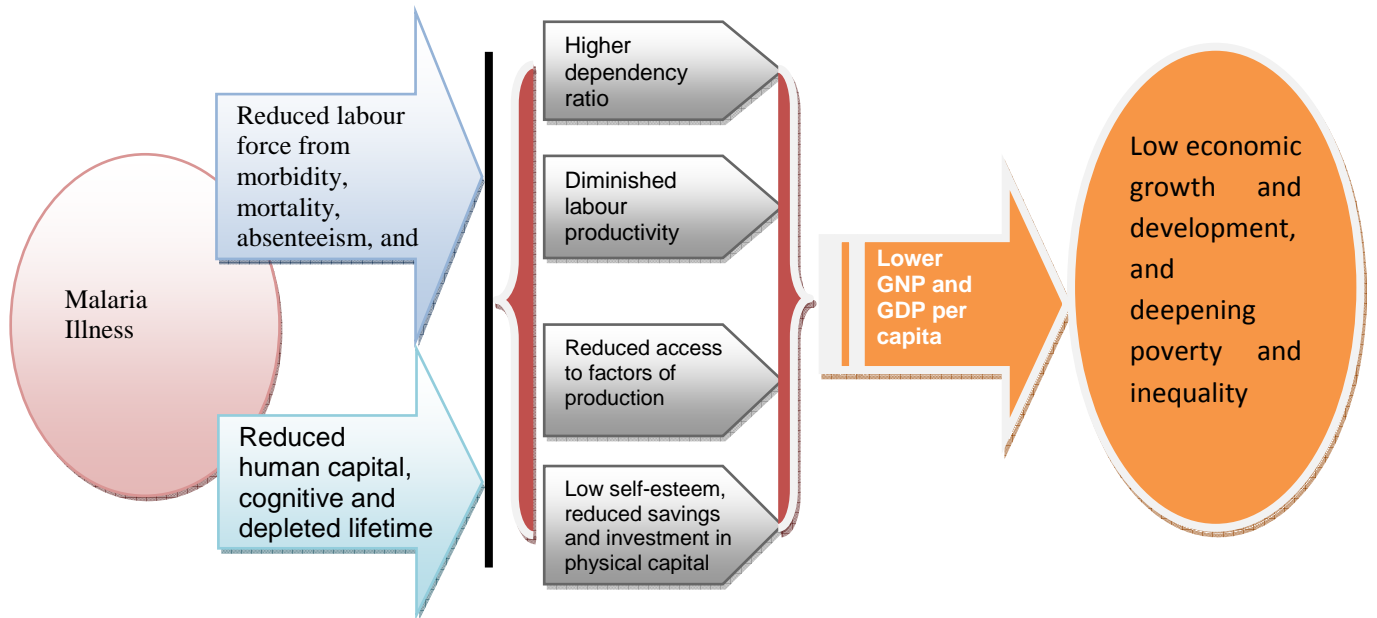 Malaria
Illness
Reduced labour
force from
morbidity,
mortality,
absenteeism, and
Reduced
human capital,
cognitive and
depleted lifetime
Higher
dependency
ratio
Diminished
labour
productivity
Reduced access
to factors of
production
Low self-esteem,
reduced savings
and investment in
physical capital
Lower
GNP and
GDP per
capita
Low economic
growth and
development,
and
deepening
poverty and
inequality